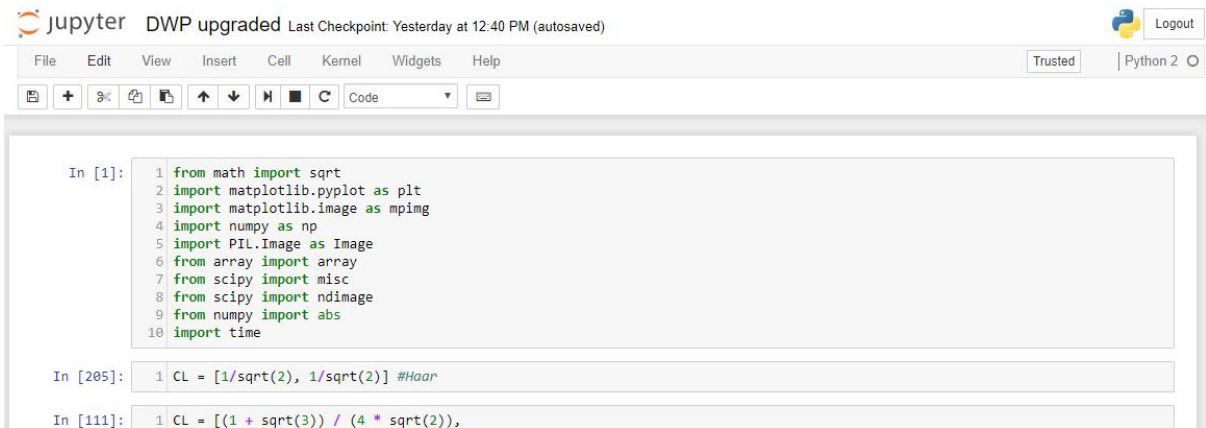 jupyter DWP upgraded Last Checkpoint: Yesterday at 12:40 PM (autosaved) Logout
File Edit View Insert Cell Kernel Widgets Help Trusted Python 2
Code
In [1]:
1 from math import sqrt
2 import matplotlib.pyplot as plt
3 import matplotlib.image as mpimg
4 import numpy as np
5 import PIL.Image as Image
6 from array import array
7 from scipy import misc
8 from scipy import ndimage
9 from numpy import abs
10 import time
In [205]: 1 CL = [1/sqrt(2), 1/sqrt(2)] #Haar
In [111]: 1 CL = [(1 + sqrt(3)) / (4 * sqrt(2)),